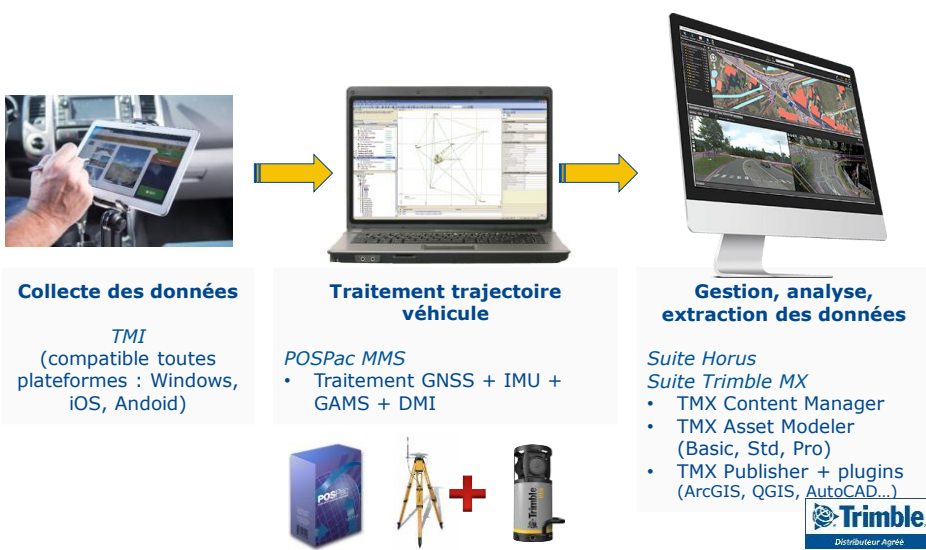 Collecte des données
TMI
(compatible toutes
plateformes : Windows,
iOS, Andoid)
Traitement trajectoire
véhicule
POSPac MMS
• Traitement GNSS + IMU +
GAMS + DMI
POSPac
Trimble
Gestion, analyse,
extraction des données
Suite Horus
Suite Trimble MX
• TMX Content Manager
• TMX Asset Modeler
(Basic, Std, Pro)
• TMX Publisher + plugins
(ArcGIS, QGIS, AutoCAD…)
Trimble
Distributeur Agréé